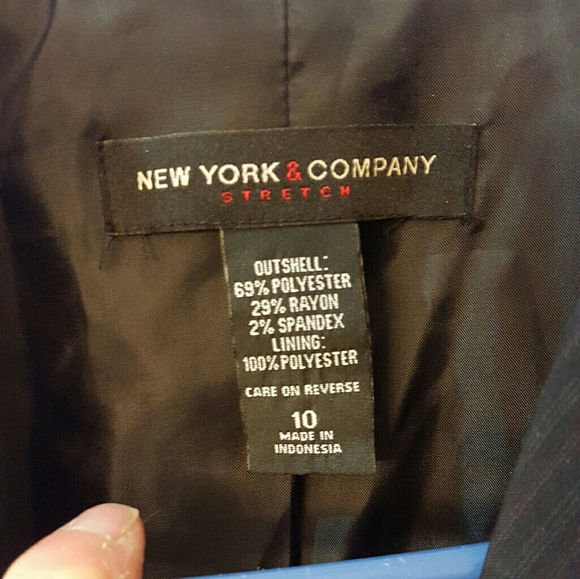 NEW YORK & COMPANY
STRETCH
OUTSHELL:
69% POLYESTER
29% RAYON
2% SPANDEX
LINING:
100% POLYESTER
CARE ON REVERSE
10
MADE IN
INDONESIA